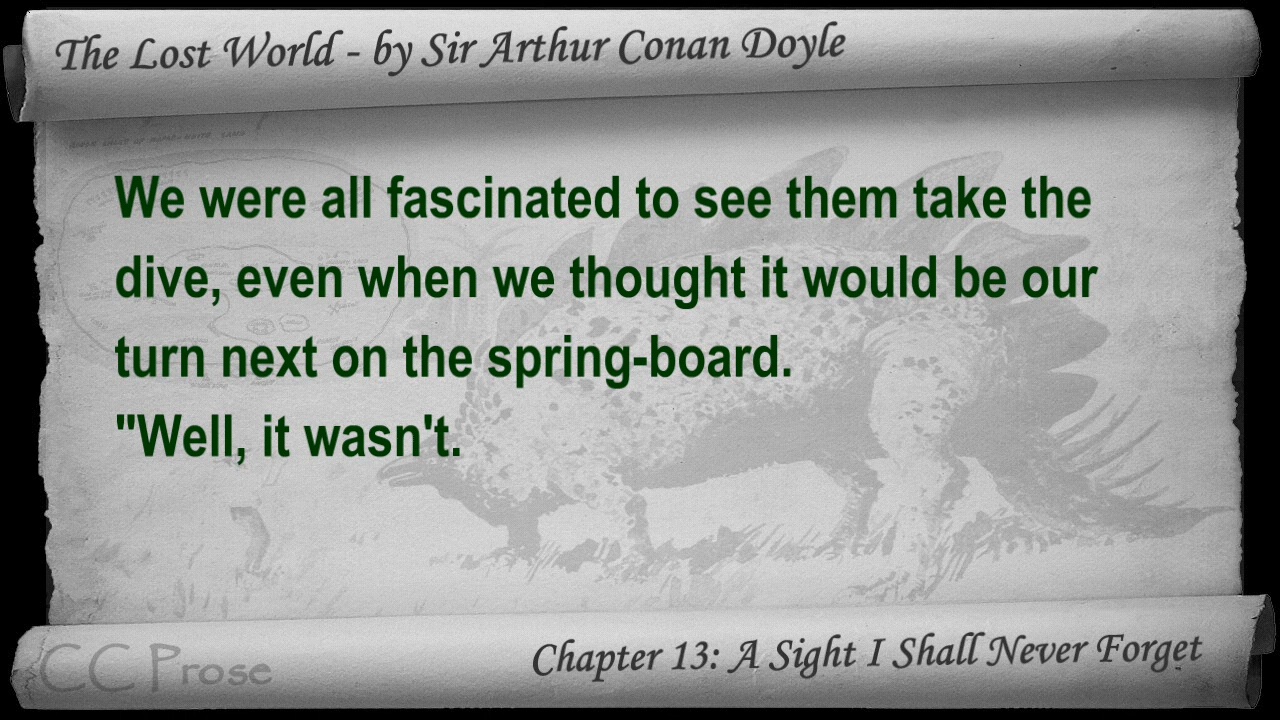 The Lost World - by Sir Arthur Conan Doyle
We were all fascinated to see them take the
dive, even when we thought it would be our
turn next on the spring-board.
"Well, it wasn't.
CC Prose
Chapter 13: A Sight I Shall Never Forget